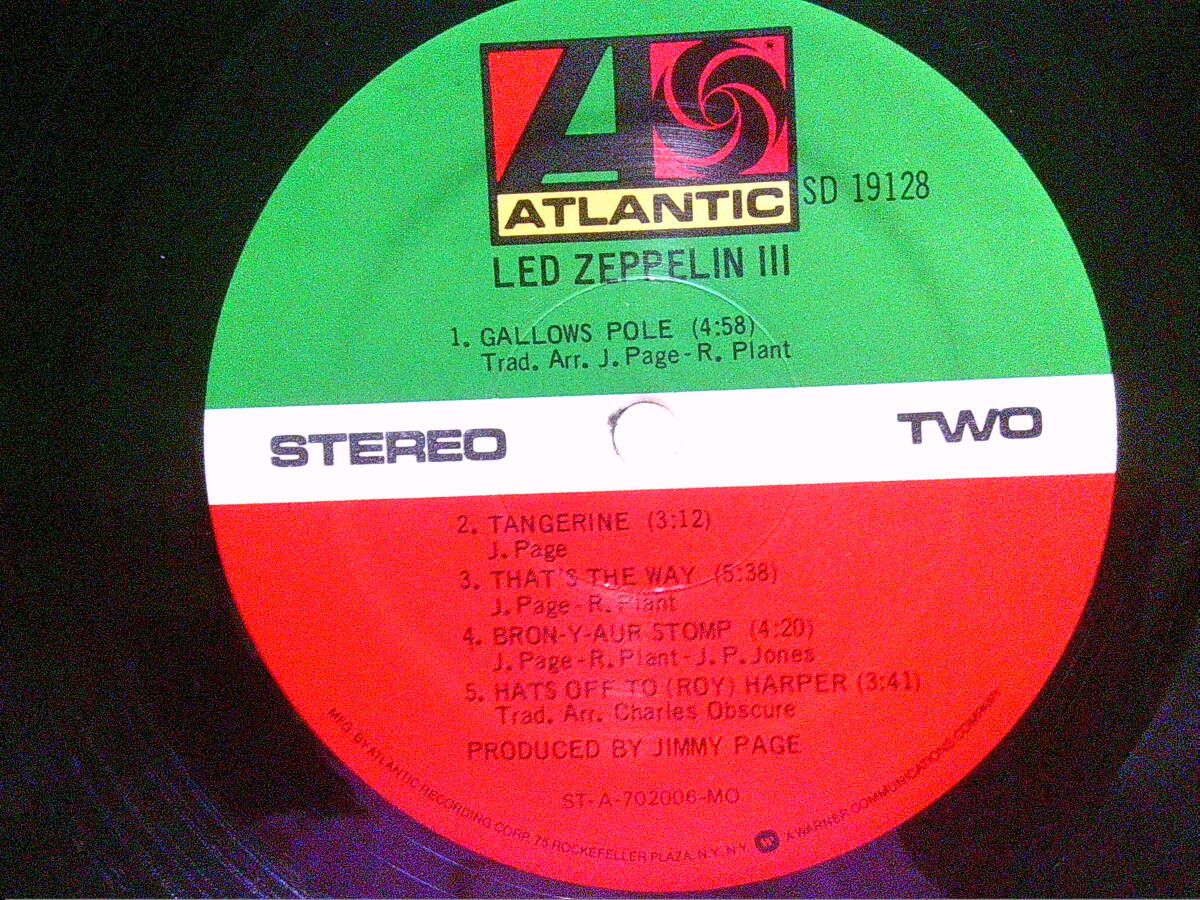 ATLANTIC
SD 19128
LED ZEPPELIN III
1. GALLOWS POLE (4:58)
Trad. Arr. J. Page-R. Plant
STEREO
TWO
2. TANGERINE (3:12)
J. Page
3. THAT'S THE WAY (5:38)
J. Page-R. Plant
4. BRON-Y-AUR STOMP (4:20)
J. Page-R. Plant-J. P. Jones
5. HATS OFF TO (ROY) HARPER (3:41)
Trad. Arr. Charles Obscure
PRODUCED BY JIMMY PAGE
ST-A-702006-MO
MFG. BY ATLANTIC RECORDING CORP. 75 ROCKEFELLER PLAZA, N.Y., N.Y. A WARNER COMMUNICATIONS COMPANY